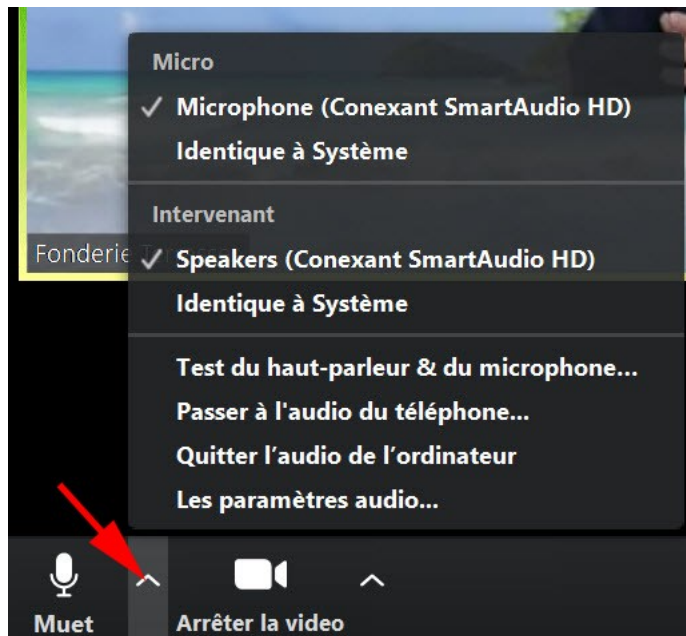 Micro
Microphone (Conexant SmartAudio HD)
Identique à Système
Intervenant
Fonderie
Speakers (Conexant SmartAudio HD)
Identique à Système
Test du haut-parleur & du microphone...
Passer à l'audio du téléphone...
Quitter l’audio de l’ordinateur
Les paramètres audio...
Muet
Arrêter la video